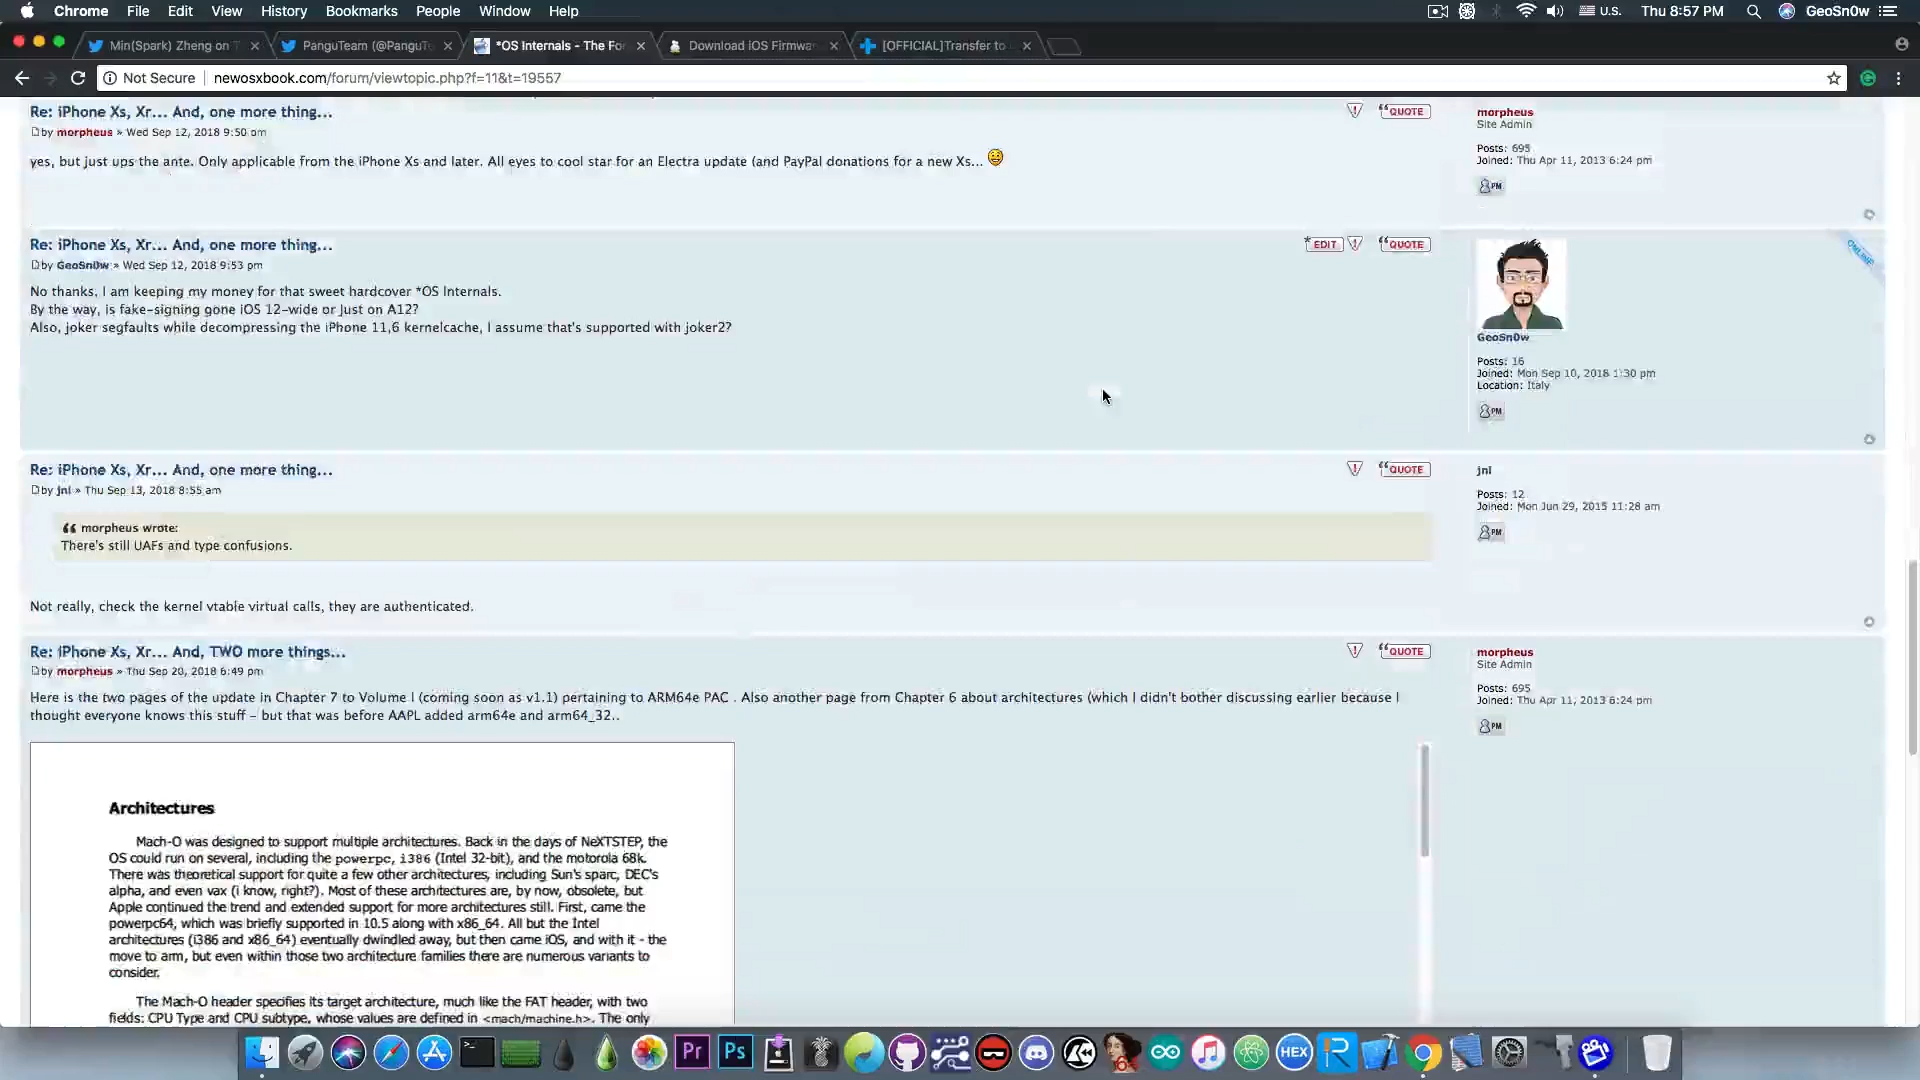 Chrome File Edit View History Bookmarks People Window Help U.S. Thu 8:57 PM GeoSn0w
Min(Spark) Zheng on T
PanguTeam (@PanguTe
*OS Internals - The For
Download iOS Firmwar
[OFFICIAL]Transfer to
Not Secure | newosxbook.com/forum/viewtopic.php?f=11&t=19557
Re: iPhone Xs, Xr... And, one more thing...
QUOTE
by morpheus » Wed Sep 12, 2018 9:50 am
yes, but just ups the ante. Only applicable from the iPhone Xs and later. All eyes to cool star for an Electra update (and PayPal donations for a new Xs...
morpheus
Site Admin
Posts: 695
Joined: Thu Apr 11, 2013 6:24 pm
PM
Re: iPhone Xs, Xr... And, one more thing...
EDIT
QUOTE
by GeoSn0w » Wed Sep 12, 2018 9:53 pm
No thanks, I am keeping my money for that sweet hardcover *OS Internals.
By the way, is fake-signing gone iOS 12-wide or Just on A12?
Also, joker segfaults while decompressing the iPhone 11,6 kernelcache, I assume that's supported with joker2?
ONLINE
GeoSn0w
Posts: 16
Joined: Mon Sep 10, 2018 1:30 pm
Location: Italy
PM
Re: iPhone Xs, Xr... And, one more thing...
QUOTE
by jnl » Thu Sep 13, 2018 8:55 am
morpheus wrote:
There's still UAFs and type confusions.
Not really, check the kernel vtable virtual calls, they are authenticated.
jnl
Posts: 12
Joined: Mon Jun 29, 2015 11:28 am
PM
Re: iPhone Xs, Xr... And, TWO more things...
QUOTE
by morpheus » Thu Sep 20, 2018 6:49 pm
Here is the two pages of the update in Chapter 7 to Volume I (coming soon as v1.1) pertaining to ARM64e PAC . Also another page from Chapter 6 about architectures (which I didn't bother discussing earlier because I
thought everyone knows this stuff - but that was before AAPL added arm64e and arm64_32..
morpheus
Site Admin
Posts: 695
Joined: Thu Apr 11, 2013 6:24 pm
PM
Architectures
Mach-O was designed to support multiple architectures. Back in the days of NeXTSTEP, the
OS could run on several, including the powerpc, i386 (Intel 32-bit), and the motorola 68k.
There was theoretical support for quite a few other architectures, including Sun's sparc, DEC's
alpha, and even vax (i know, right?). Most of these architectures are, by now, obsolete, but
Apple continued the trend and extended support for more architectures still. First, came the
powerpc64, which was briefly supported in 10.5 along with x86_64. All but the Intel
architectures (i386 and x86_64) eventually dwindled away, but then came iOS, and with it - the
move to arm, but even within those two architecture families there are numerous variants to
consider.
The Mach-O header specifies its target architecture, much like the FAT header, with two
fields: CPU Type and CPU subtype, whose values are defined in <mach/machine.h>. The only
Pr
Ps
HEX